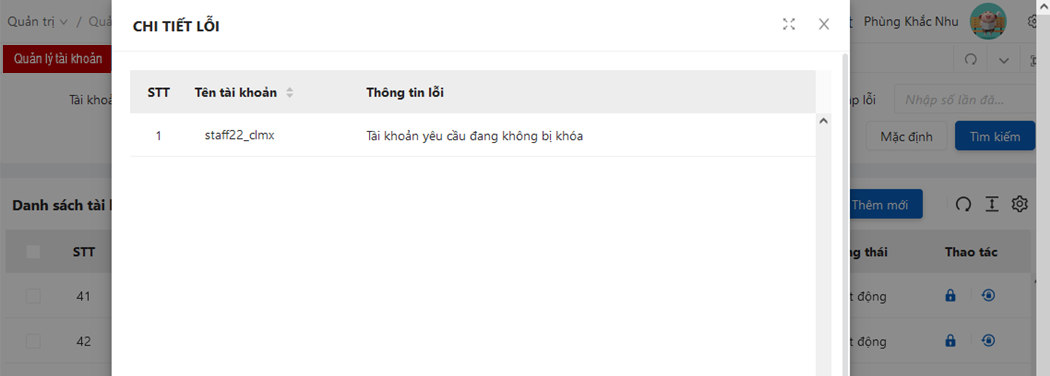 Quản trị / Quả
CHI TIẾT LỖI
Phùng Khắc Nhu
Quản lý tài khoản
Tài khoả
ập lỗi
Nhập số lần đă...
Mặc định
Tìm kiếm
STT
Tên tài khoản
Thông tin lỗi
1
staff22_clmx
Tài khoản yêu cầu đang không bị khóa
Danh sách tài
Thêm mới
STT
g thái
Thao tác
41
t động
42
t động